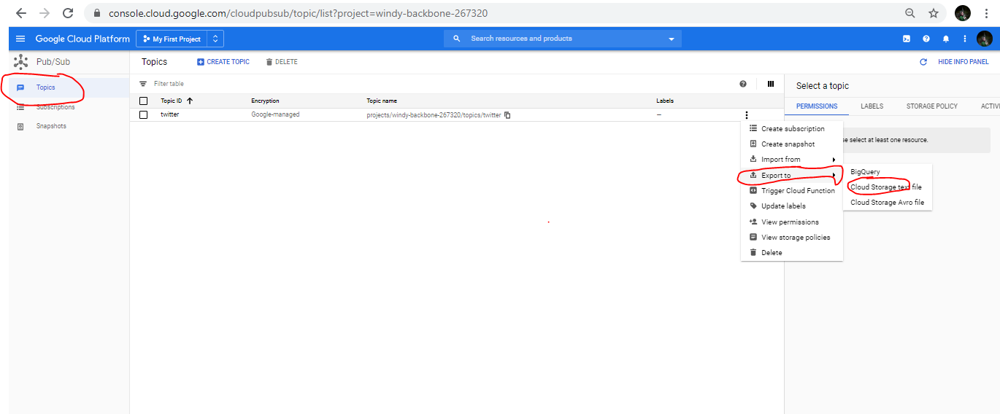 console.cloud.google.com/cloudpubsub/topic/list?project=windy-backbone-267320
Google Cloud Platform My First Project Search resources and products
Pub/Sub Topics CREATE TOPIC DELETE HIDE INFO PANEL
Topics
Subscriptions
Snapshots
Filter table
Topic ID Encryption Topic name Labels
twitter Google-managed projects/windy-backbone-267320/topics/twitter —
Select a topic
PERMISSIONS LABELS STORAGE POLICY ACTIV
se select at least one resource.
Create subscription
Create snapshot
Import from
Export to
Trigger Cloud Function
Update labels
View permissions
View storage policies
Delete
BigQuery
Cloud Storage text file
Cloud Storage Avro file